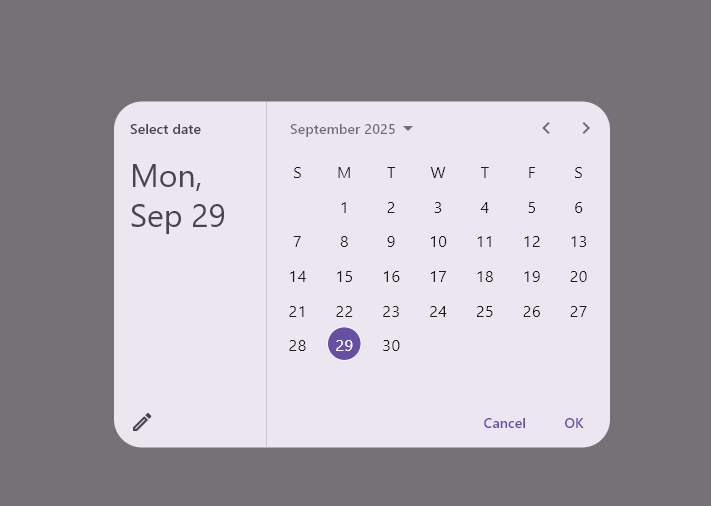 Select date
Mon,
Sep 29
September 2025
S M T W T F S
1 2 3 4 5 6
7 8 9 10 11 12 13
14 15 16 17 18 19 20
21 22 23 24 25 26 27
28 29 30
Cancel OK